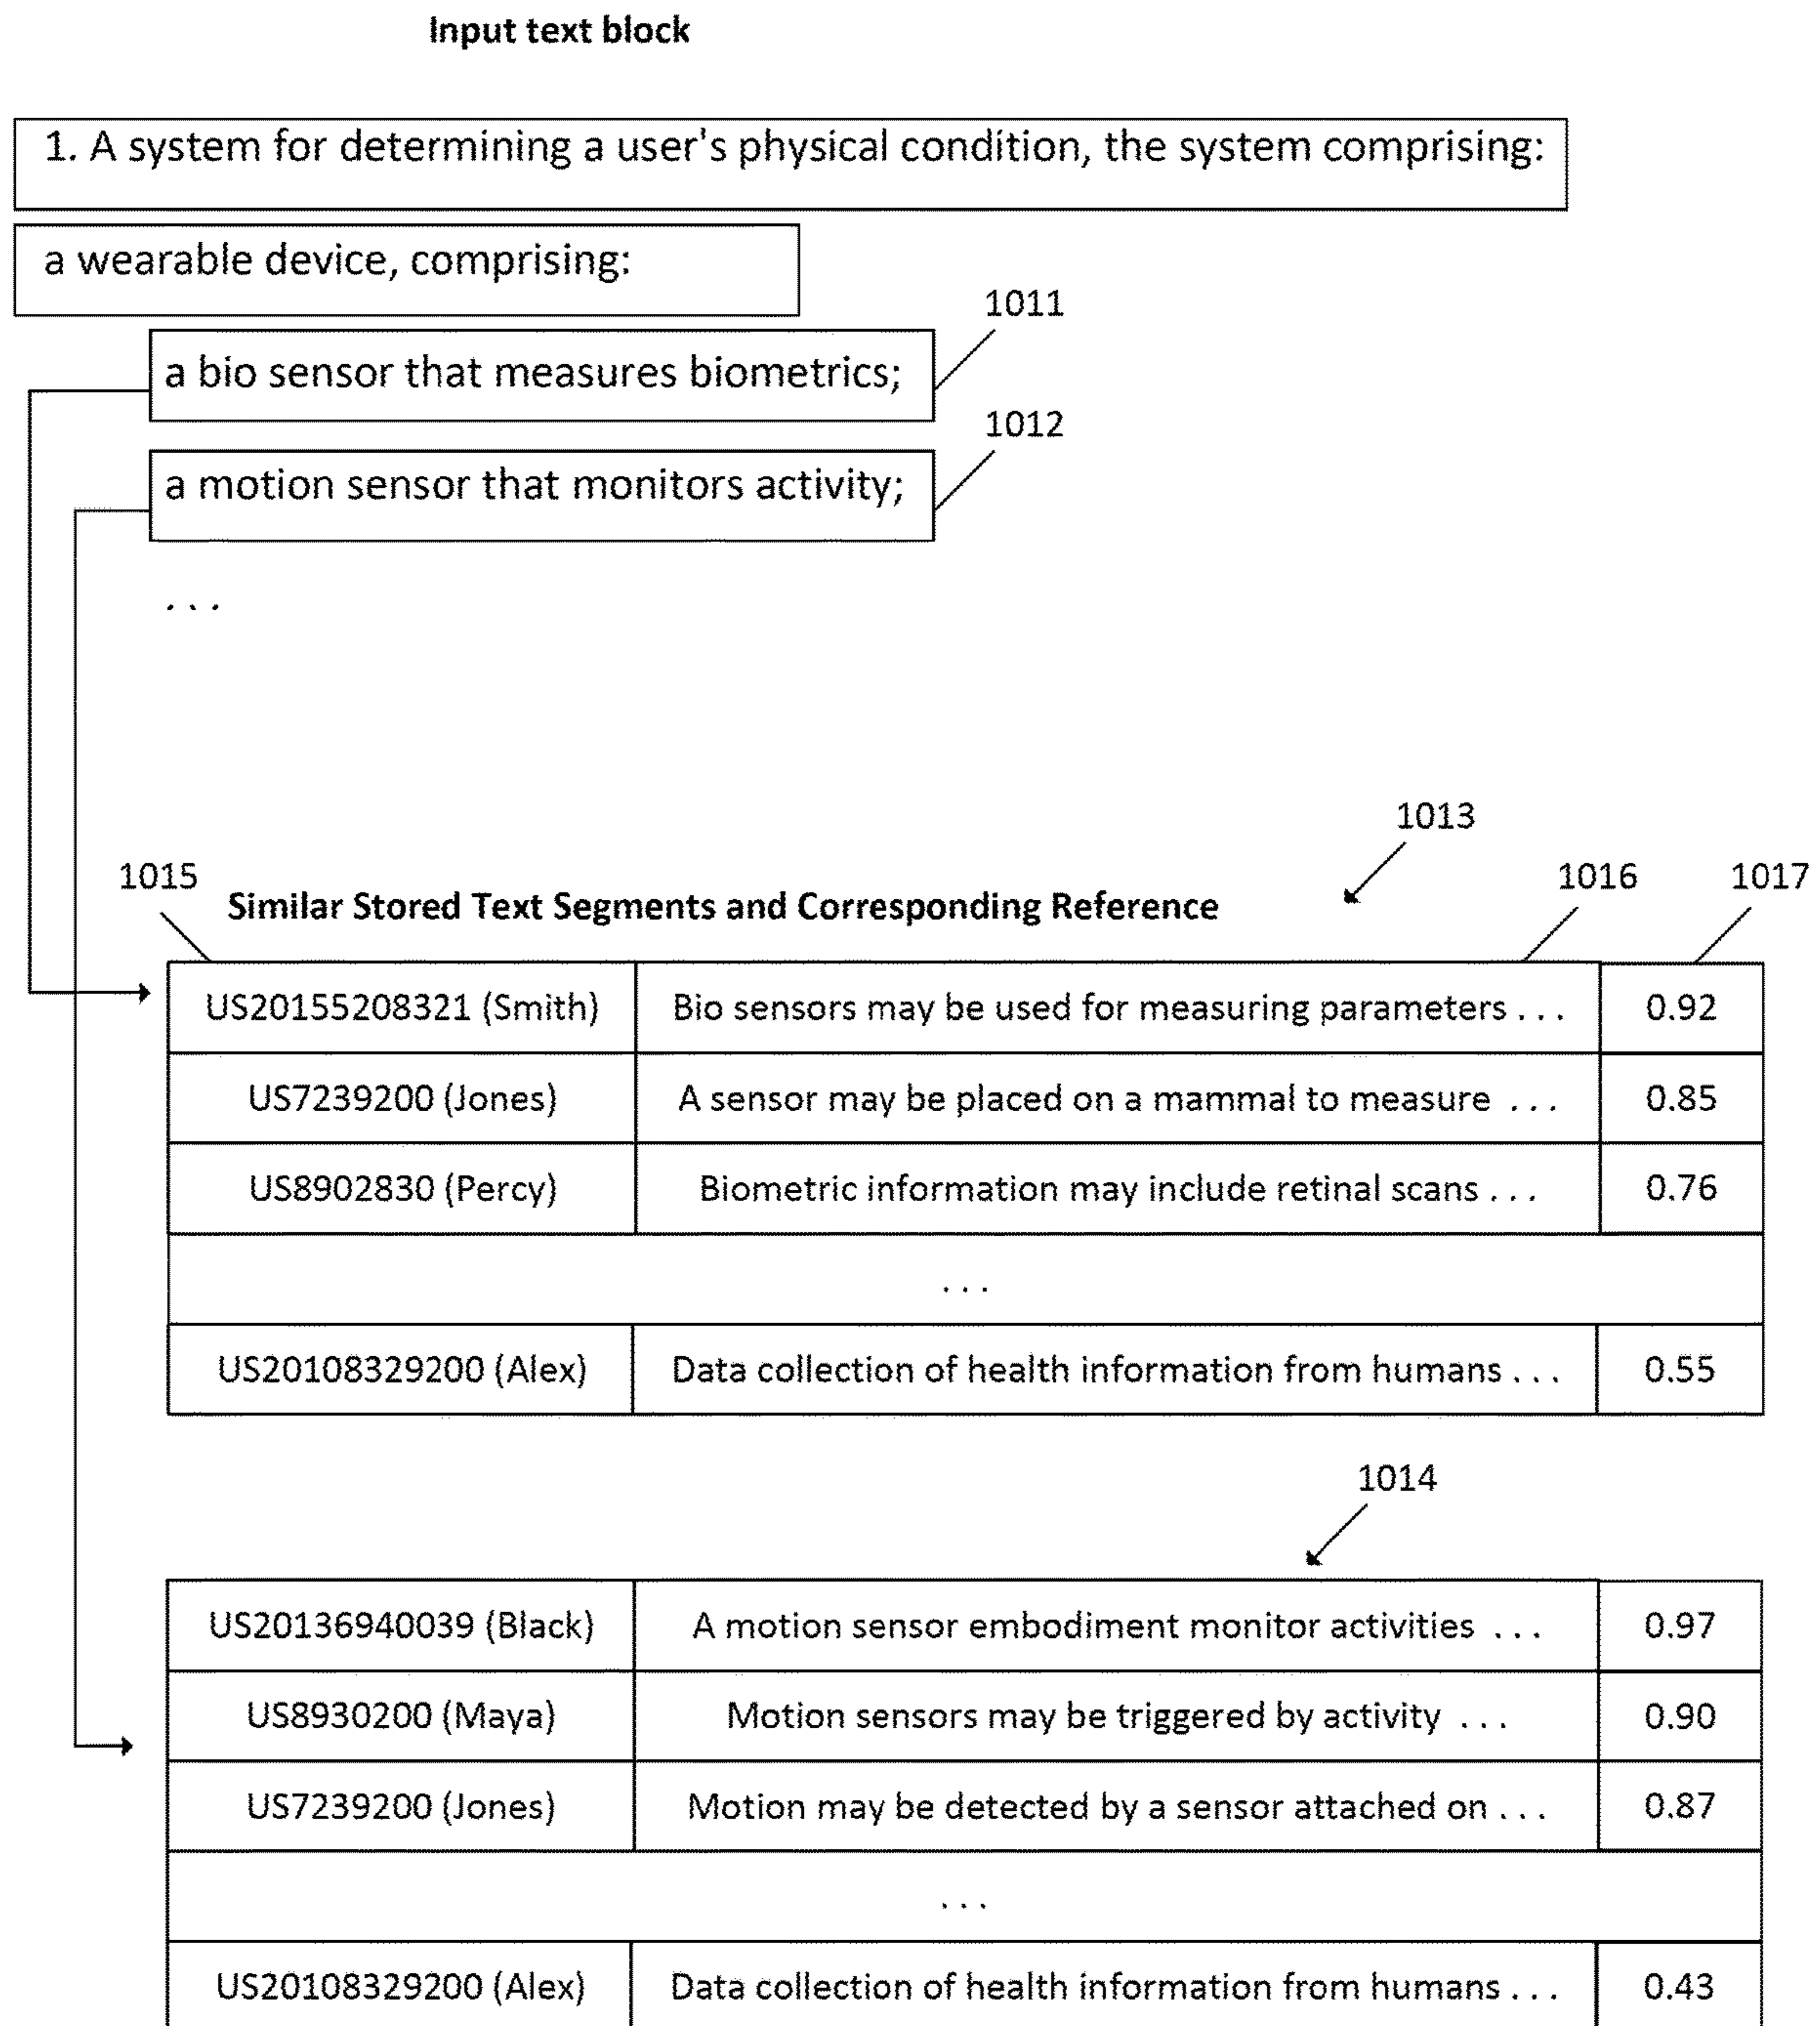 Input text block
1. A system for determining a user's physical condition, the system comprising:
a wearable device, comprising:
1011
a bio sensor that measures biometrics;
1012
a motion sensor that monitors activity;
. . .
1013
1015 1016 1017
Similar Stored Text Segments and Corresponding Reference
US20155208321 (Smith) Bio sensors may be used for measuring parameters . . . 0.92
US7239200 (Jones) A sensor may be placed on a mammal to measure . . . 0.85
US8902830 (Percy) Biometric information may include retinal scans . . . 0.76
. . .
US20108329200 (Alex) Data collection of health information from humans . . . 0.55
1014
US20136940039 (Black) A motion sensor embodiment monitor activities . . . 0.97
US8930200 (Maya) Motion sensors may be triggered by activity . . . 0.90
US7239200 (Jones) Motion may be detected by a sensor attached on . . . 0.87
. . .
US20108329200 (Alex) Data collection of health information from humans . . . 0.43